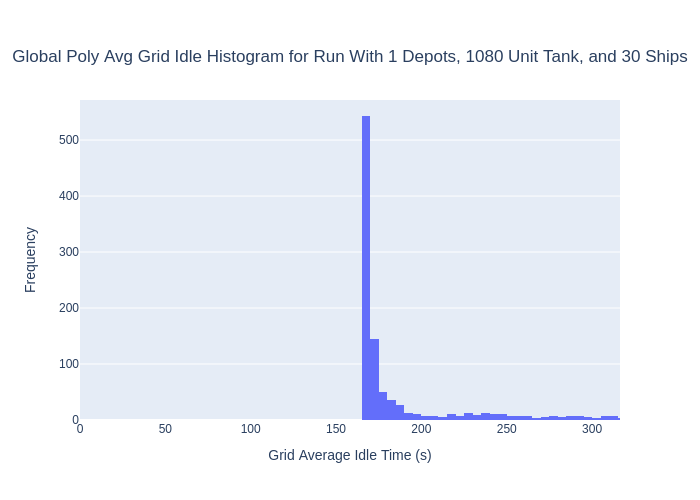 Global Poly Avg Grid Idle Histogram for Run With 1 Depots, 1080 Unit Tank, and 30 Ships
500
400
300
200
100
0
Frequency
0 50 100 150 200 250 300
Grid Average Idle Time (s)